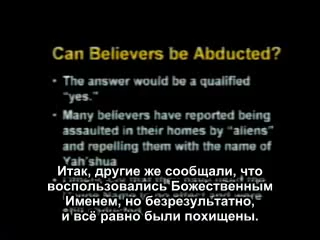 Can Believers be Abducted?
• The answer would be a qualified
"yes."
• Many believers have reported being
assaulted in their homes by "aliens"
and repelling them with the name of
Yah'shua
Итак, другие же сообщали, что
воспользовались Божественным
Именем, но безрезультатно,
и всё равно были похищены.